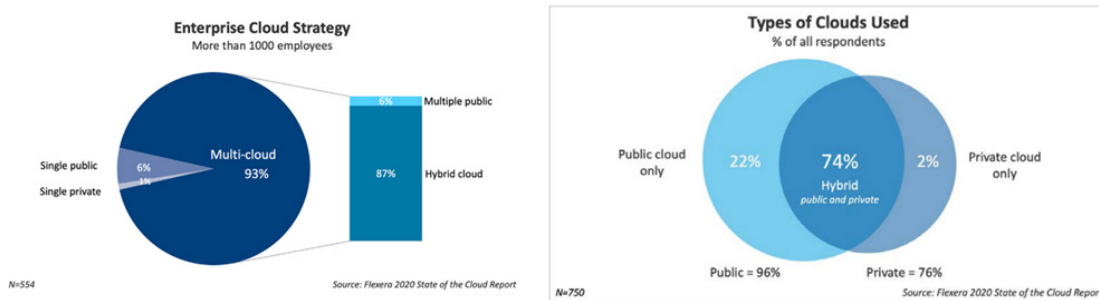 Enterprise Cloud Strategy
More than 1000 employees
Multiple public
6%
Single public
6%
Multi-cloud
93%
87%
Hybrid cloud
Single private
1%
N=554
Source: Flexera 2020 State of the Cloud Report
Types of Clouds Used
% of all respondents
Public cloud
only
22%
74%
2%
Private cloud
only
Hybrid
public and private
Public = 96%
Private = 76%
N=750
Source: Flexera 2020 State of the Cloud Repor